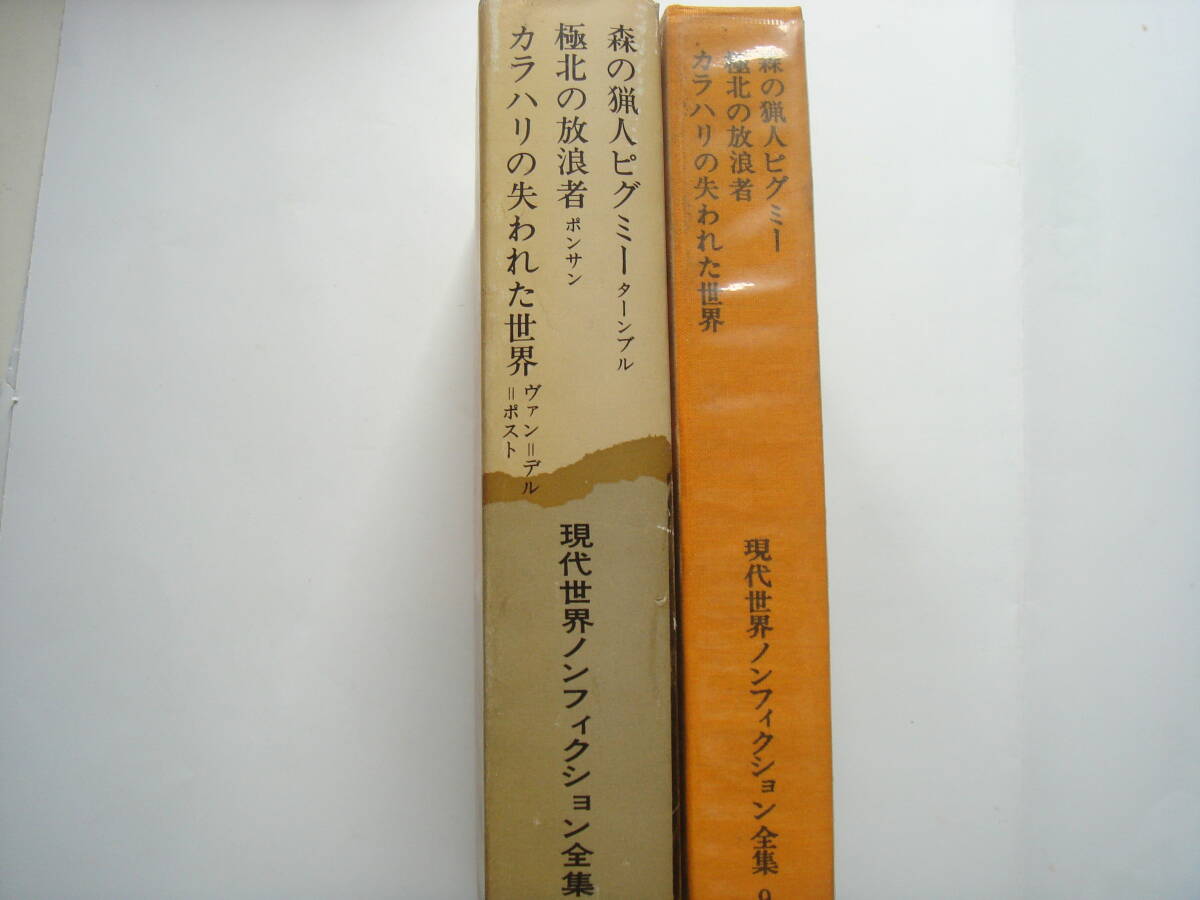 森の猟人ピグミー ターンブル
極北の放浪者 ポンサン
カラハリの失われた世界 ヴァン=デル
=ポスト
現代世界ノンフィクション全集
森の猟人ピグミー
極北の放浪者
カラハリの失われた世界
現代世界ノンフィクション全集 9